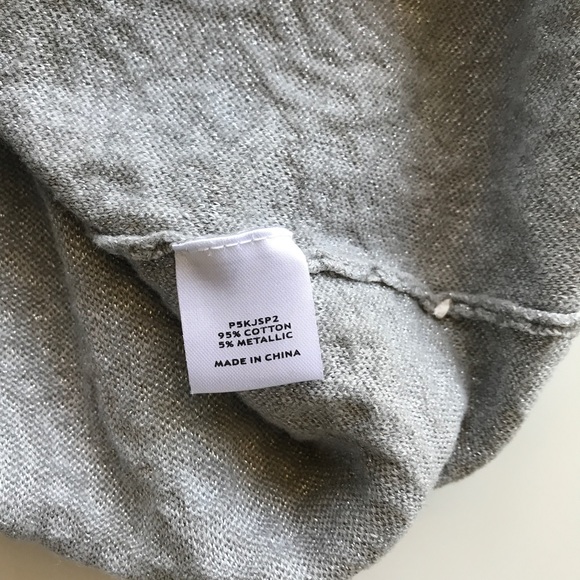 P5KJSP2
95% COTTON
5% METALLIC
MADE IN CHINA